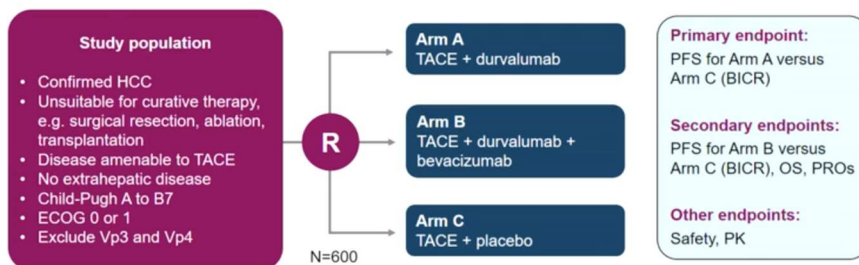 Study population
• Confirmed HCC
• Unsuitable for curative therapy,
e.g. surgical resection, ablation,
transplantation
• Disease amenable to TACE
• No extrahepatic disease
• Child-Pugh A to B7
• ECOG 0 or 1
• Exclude Vp3 and Vp4
R
N=600
Arm A
TACE + durvalumab
Arm B
TACE + durvalumab +
bevacizumab
Arm C
TACE + placebo
Primary endpoint:
PFS for Arm A versus
Arm C (BICR)
Secondary endpoints:
PFS for Arm B versus
Arm C (BICR), OS, PROs
Other endpoints:
Safety, PK